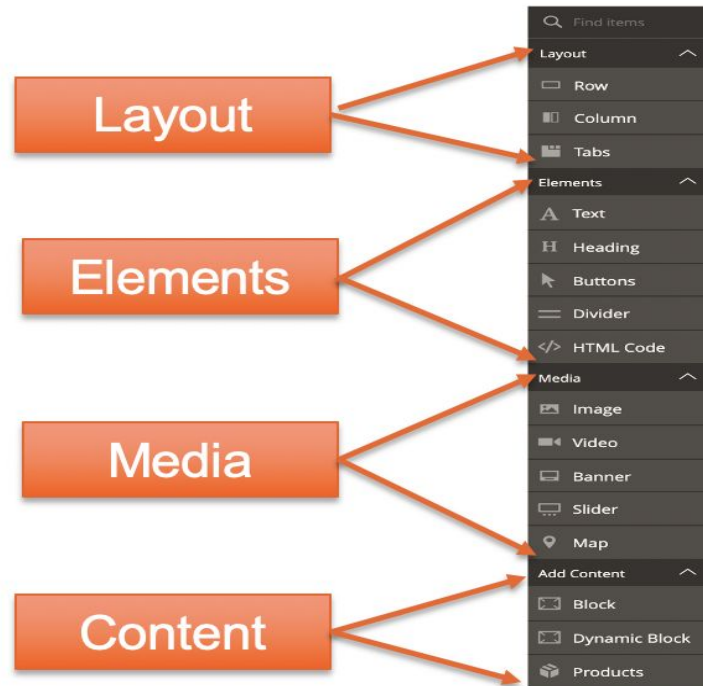 Find items
Layout
Row
Column
Tabs
Elements
Text
Heading
Buttons
Divider
HTML Code
Media
Image
Video
Banner
Slider
Map
Add Content
Block
Dynamic Block
Products
Layout
Elements
Media
Content